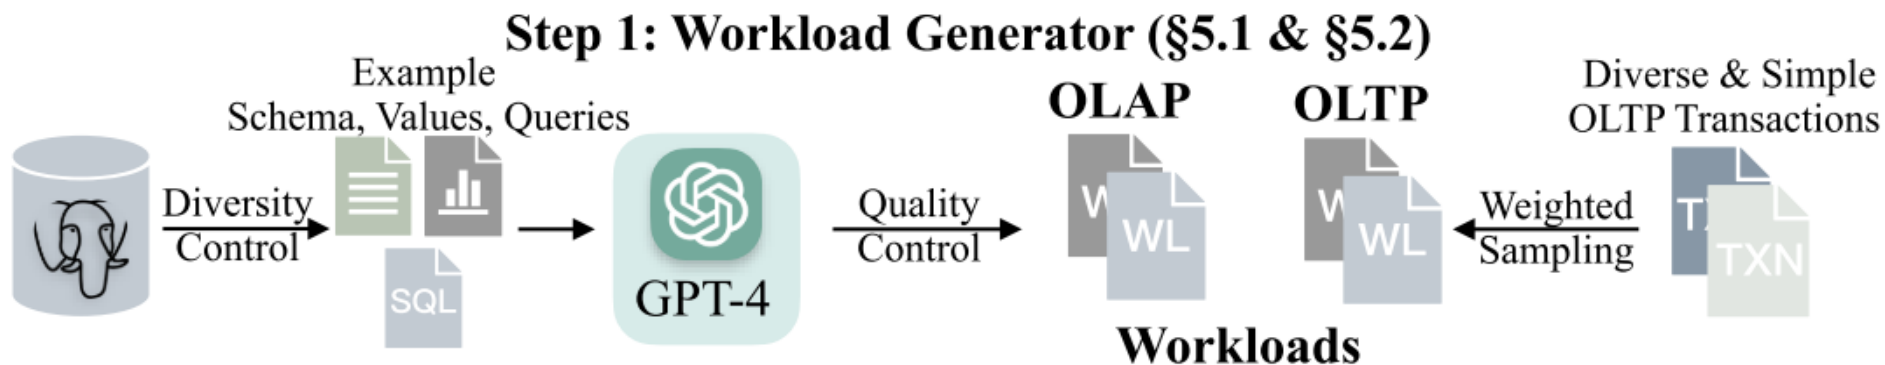 Step 1: Workload Generator (§5.1 & §5.2)
Example
Schema, Values, Queries
Diversity
Control
SQL
GPT-4
Quality
Control
OLAP
W
WL
OLTP
W
WL
Workloads
Diverse & Simple
OLTP Transactions
Weighted
Sampling
TX
TXN